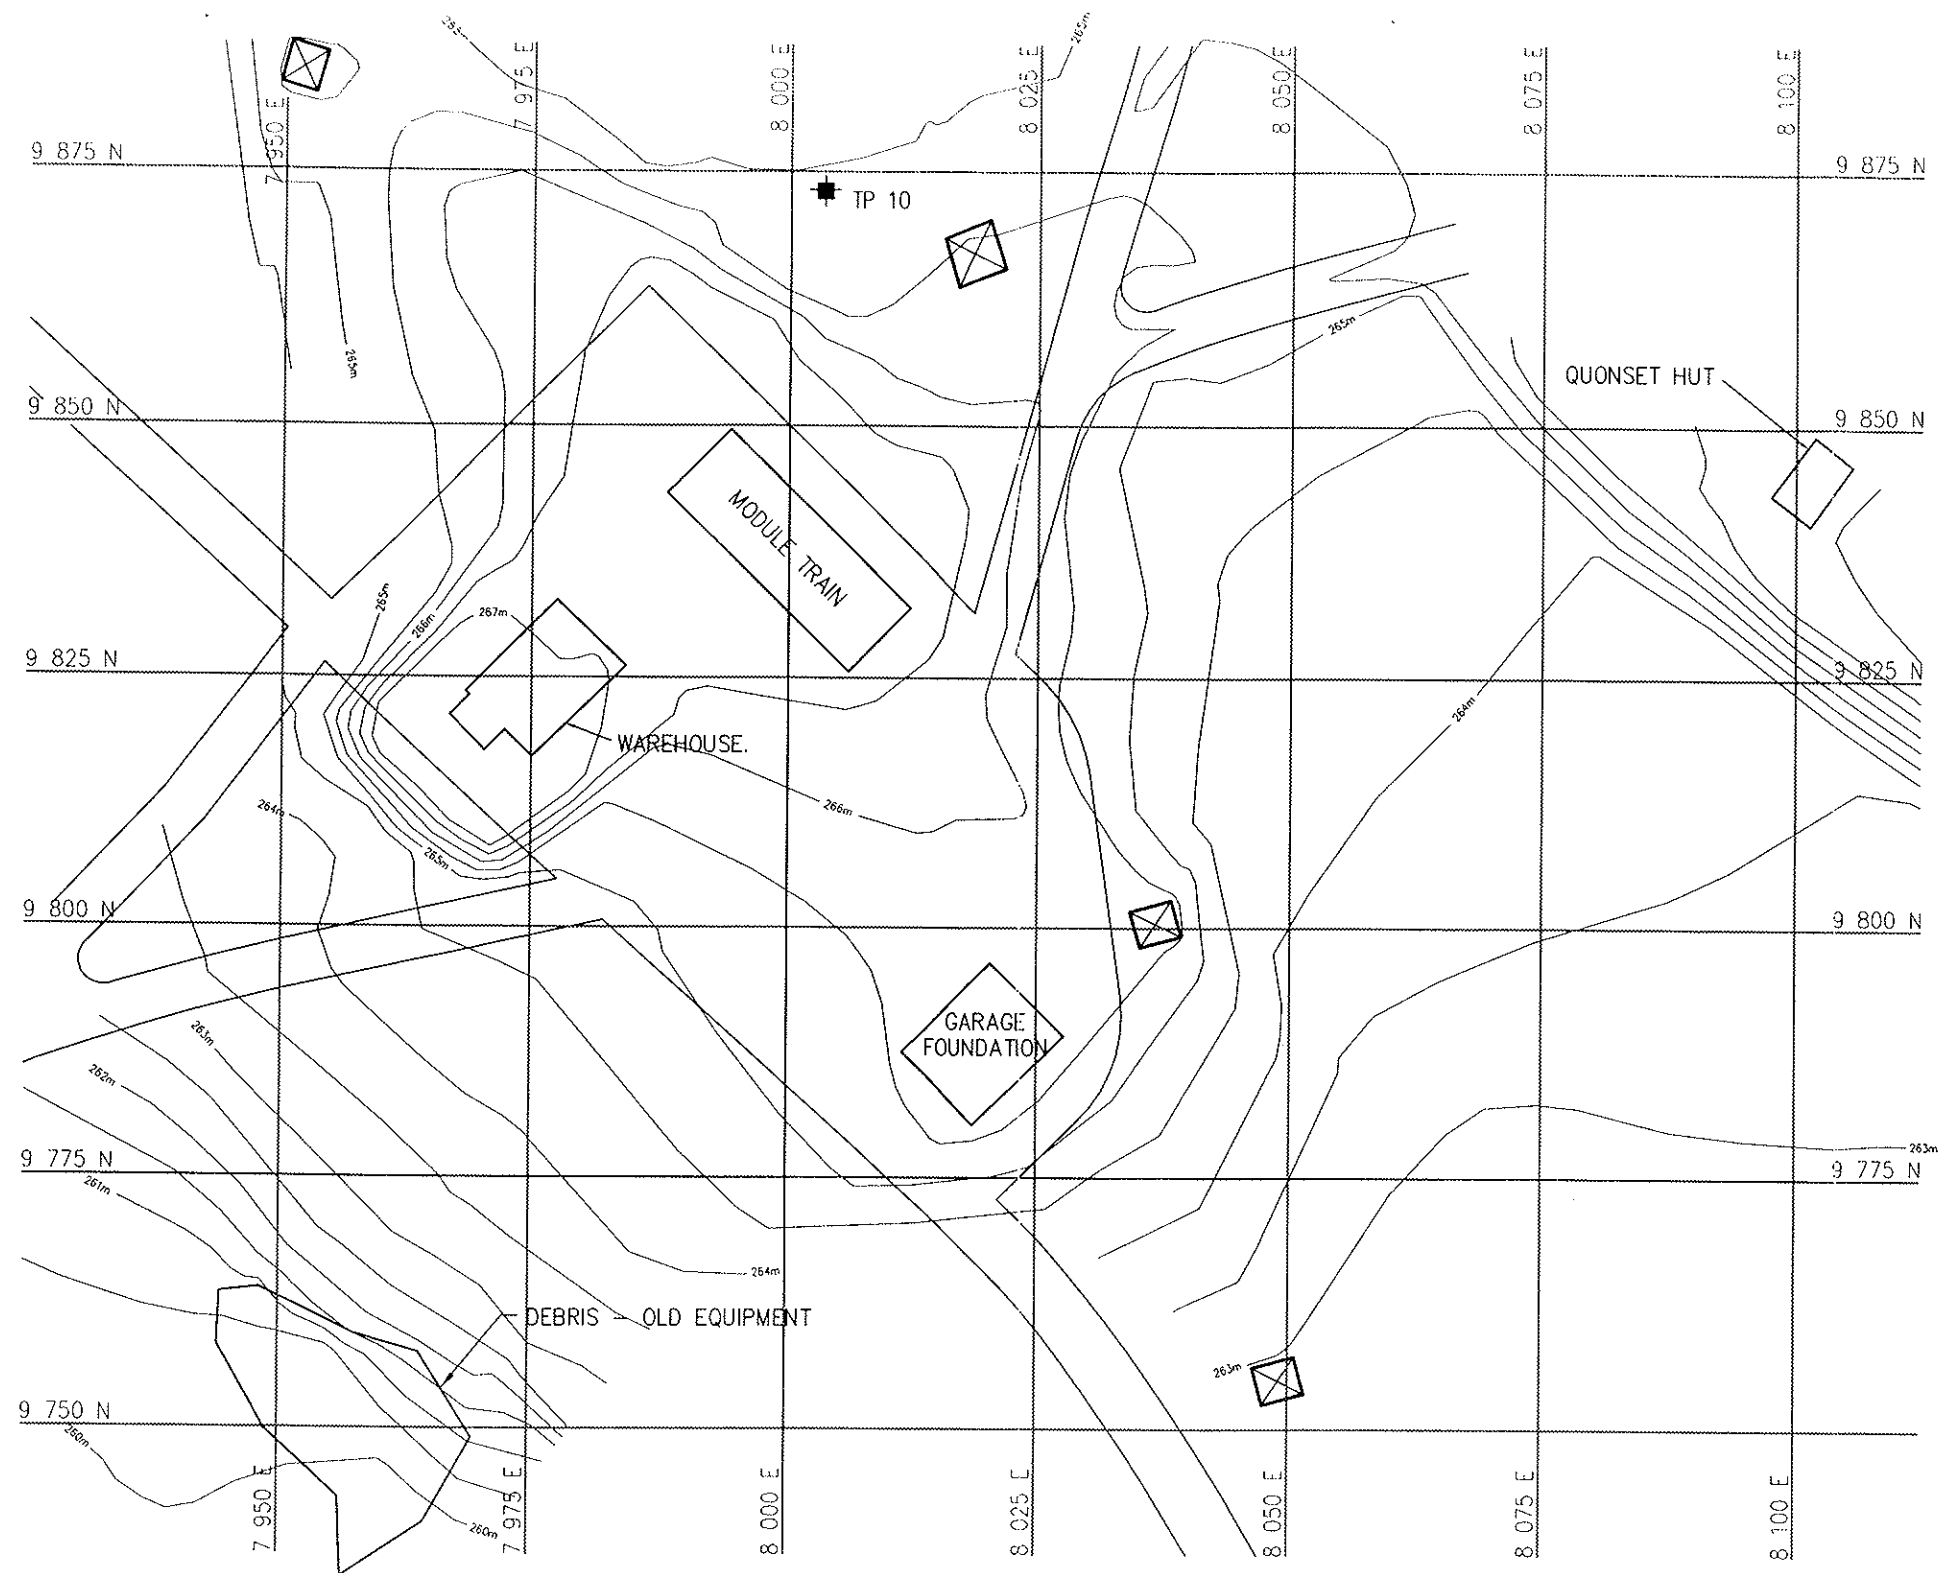 265m
265m
7 950 E
7 975 E
8 000 E
8 025 E
8 050 E
8 075 E
8 100 E
9 875 N
9 875 N
TP 10
265m
265m
QUONSET HUT
9 850 N
9 850 N
MODULE TRAIN
265m
266m
267m
9 825 N
9 825 N
264m
WAREHOUSE.
264m
266m
265m
9 800 N
9 800 N
263m
GARAGE
FOUNDATION
262m
263m
9 775 N
9 775 N
261m
264m
DEBRIS - OLD EQUIPMENT
263m
9 750 N
260m
260m
7 950 E
7 975 E
8 000 E
8 025 E
8 050 E
8 075 E
8 100 E